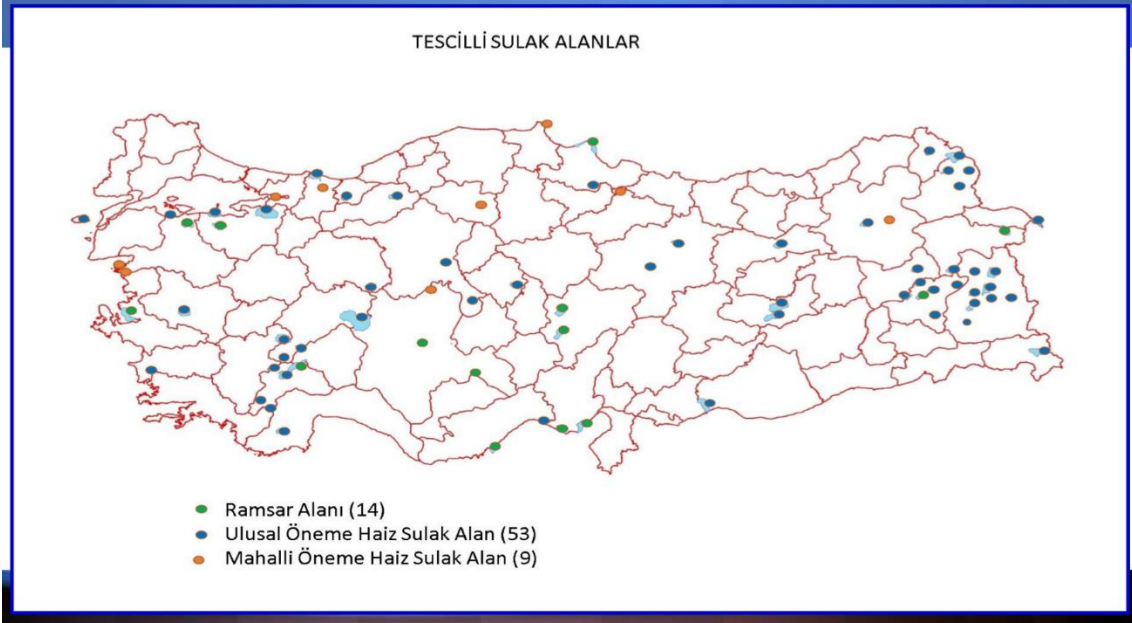 TESCİLLİ SULAK ALANLAR
Ramsar Alanı (14)
Ulusal Öneme Haiz Sulak Alan (53)
Mahalli Öneme Haiz Sulak Alan (9)